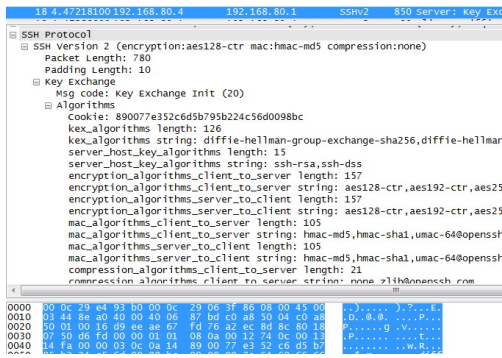 18 4.47218100 192.168.80.4 192.168.80.1 SSHv2 850 Server: Key Exc
SSH Protocol
SSH Version 2 (encryption:aes128-ctr mac:hmac-md5 compression:none)
Packet Length: 780
Padding Length: 10
Key Exchange
Msg code: Key Exchange Init (20)
Algorithms
Cookie: 890077e352c6d5b795b224c56d0098bc
kex_algorithms length: 126
kex_algorithms string: diffie-hellman-group-exchange-sha256,diffie-hellman
server_host_key_algorithms length: 15
server_host_key_algorithms string: ssh-rsa,ssh-dss
encryption_algorithms_client_to_server length: 157
encryption_algorithms_client_to_server string: aes128-ctr,aes192-ctr,aes25
encryption_algorithms_server_to_client length: 157
encryption_algorithms_server_to_client string: aes128-ctr,aes192-ctr,aes25
mac_algorithms_client_to_server length: 105
mac_algorithms_client_to_server string: hmac-md5,hmac-sha1,umac-64@openssh
mac_algorithms_server_to_client length: 105
mac_algorithms_server_to_client string: hmac-md5,hmac-sha1,umac-64@openssh
compression_algorithms_client_to_server length: 21
compression_algorithms_client_to_server string: none,zlib@openssh.com
0000 00 0c 29 e4 93 b0 00 0c 29 06 3f 86 08 00 45 00 ..)..... ).?...E.
0010 03 44 8e a0 40 00 40 06 87 bd c0 a8 50 04 c0 a8 .D..@.@. ....P...
0020 50 01 00 16 d9 ee ae 67 fd 76 a2 ec 8d 8c 80 18 P......g .v......
0030 07 50 d6 fd 00 00 01 01 08 0a 00 12 74 0c 00 13 .P...... ....t...
0040 14 fa 00 00 03 0c 0a 14 89 00 77 e3 52 c6 d5 b7 ........ ..w.R...